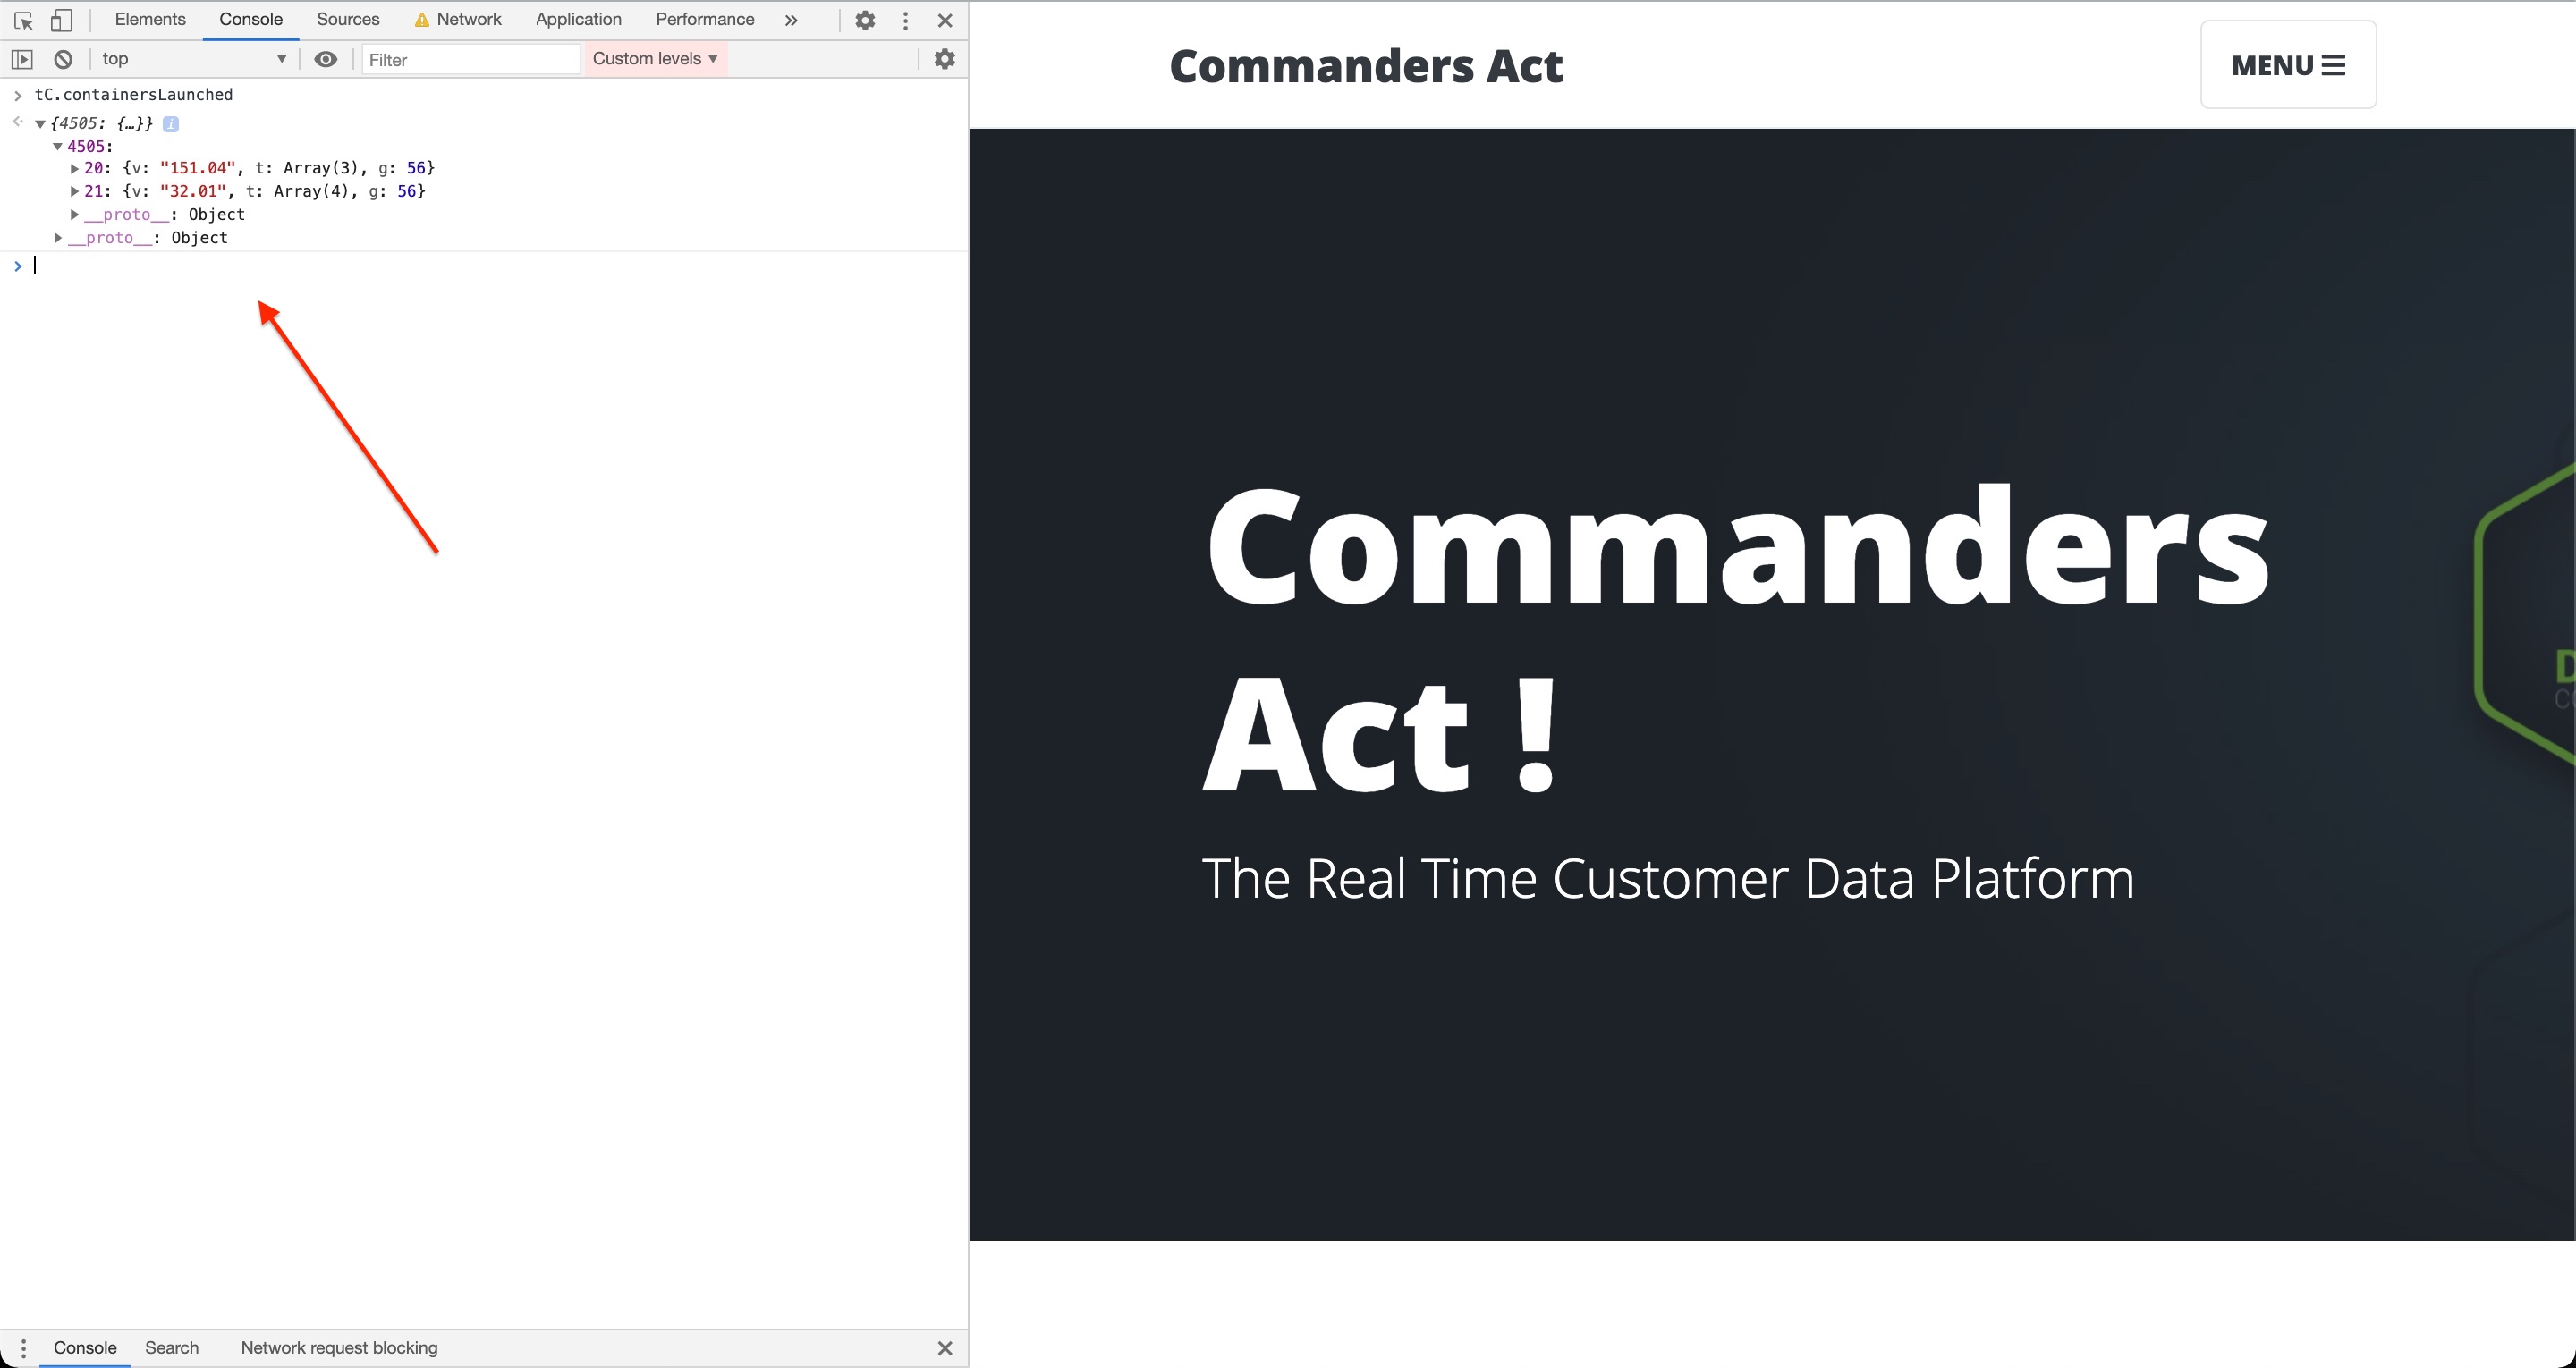 Elements Console Sources Network Application Performance »
top Filter Custom levels
tC.containersLaunched
{4505: {…}} i
4505:
20: {v: "151.04", t: Array(3), g: 56}
21: {v: "32.01", t: Array(4), g: 56}
__proto__: Object
__proto__: Object
Console Search Network request blocking
Commanders Act
MENU
Commanders
Act !
The Real Time Customer Data Platform